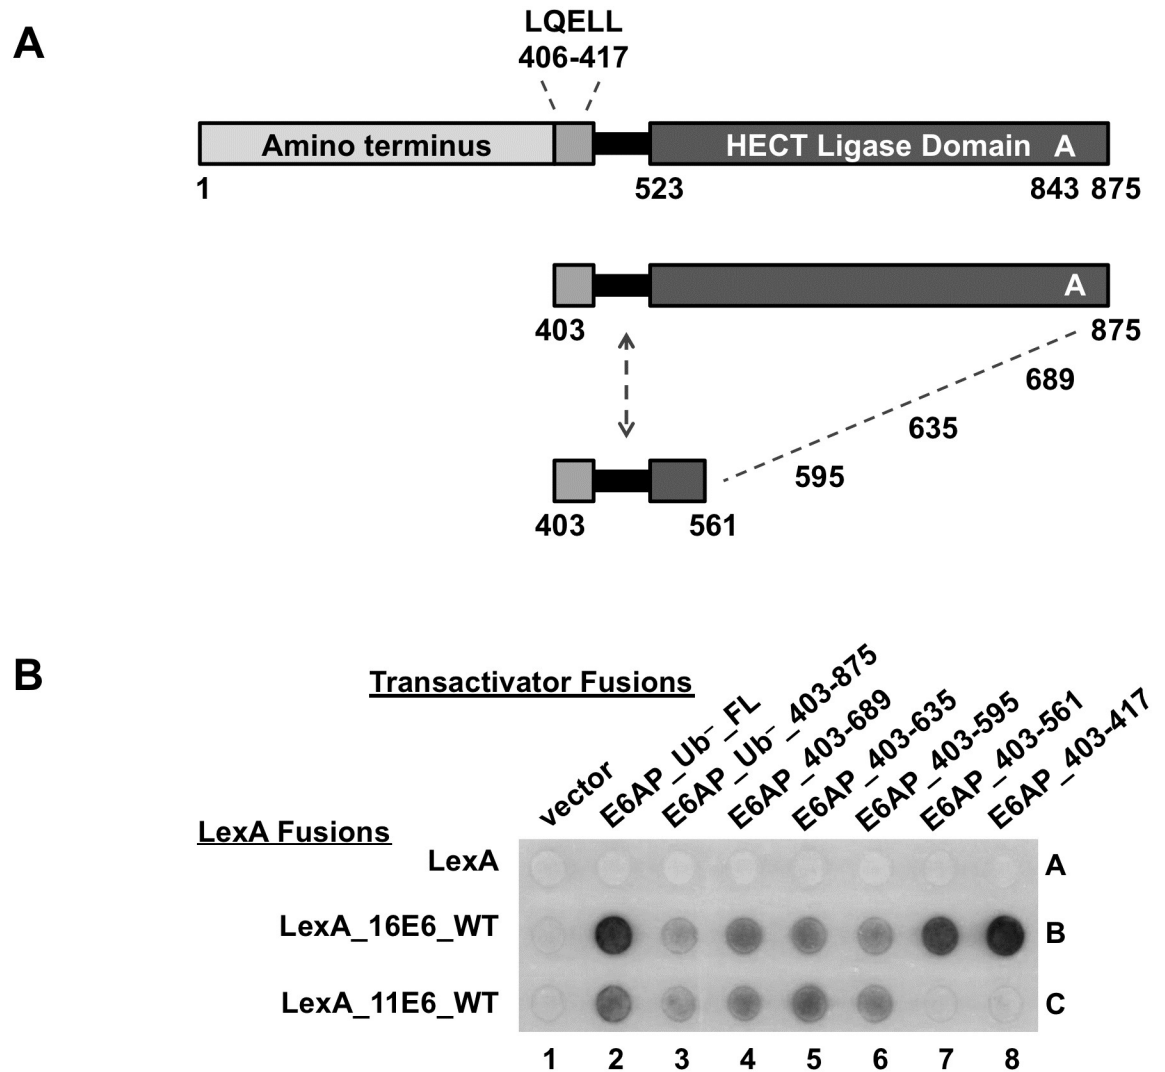 A
LQELL
406-417
Amino terminus
HECT Ligase Domain A
1
523
843 875
A
403
875
689
635
595
403
561
B
Transactivator Fusions
vector
E6AP_Ub⁻_FL
E6AP_Ub⁻_403-875
E6AP_403-689
E6AP_403-635
E6AP_403-595
E6AP_403-561
E6AP_403-417
LexA Fusions
LexA A
LexA_16E6_WT B
LexA_11E6_WT C
1 2 3 4 5 6 7 8